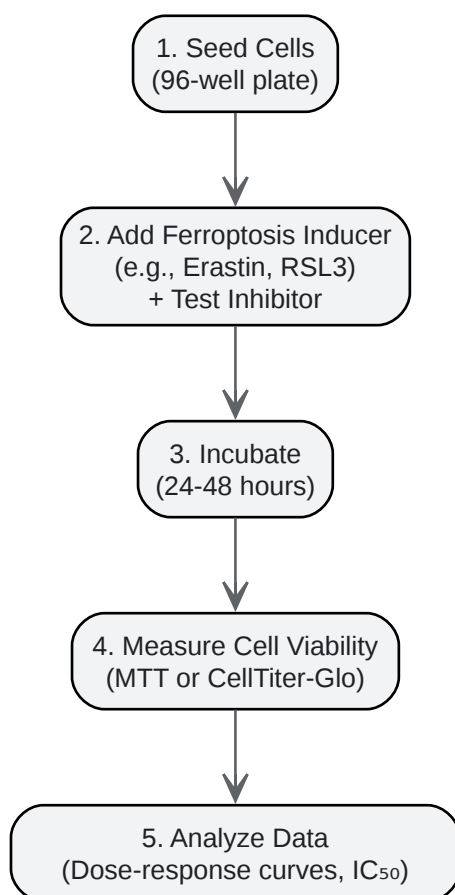 1. Seed Cells
(96-well plate)
2. Add Ferroptosis Inducer
(e.g., Erastin, RSL3)
+ Test Inhibitor
3. Incubate
(24-48 hours)
4. Measure Cell Viability
(MTT or CellTiter-Glo)
5. Analyze Data
(Dose-response curves, IC₅₀)